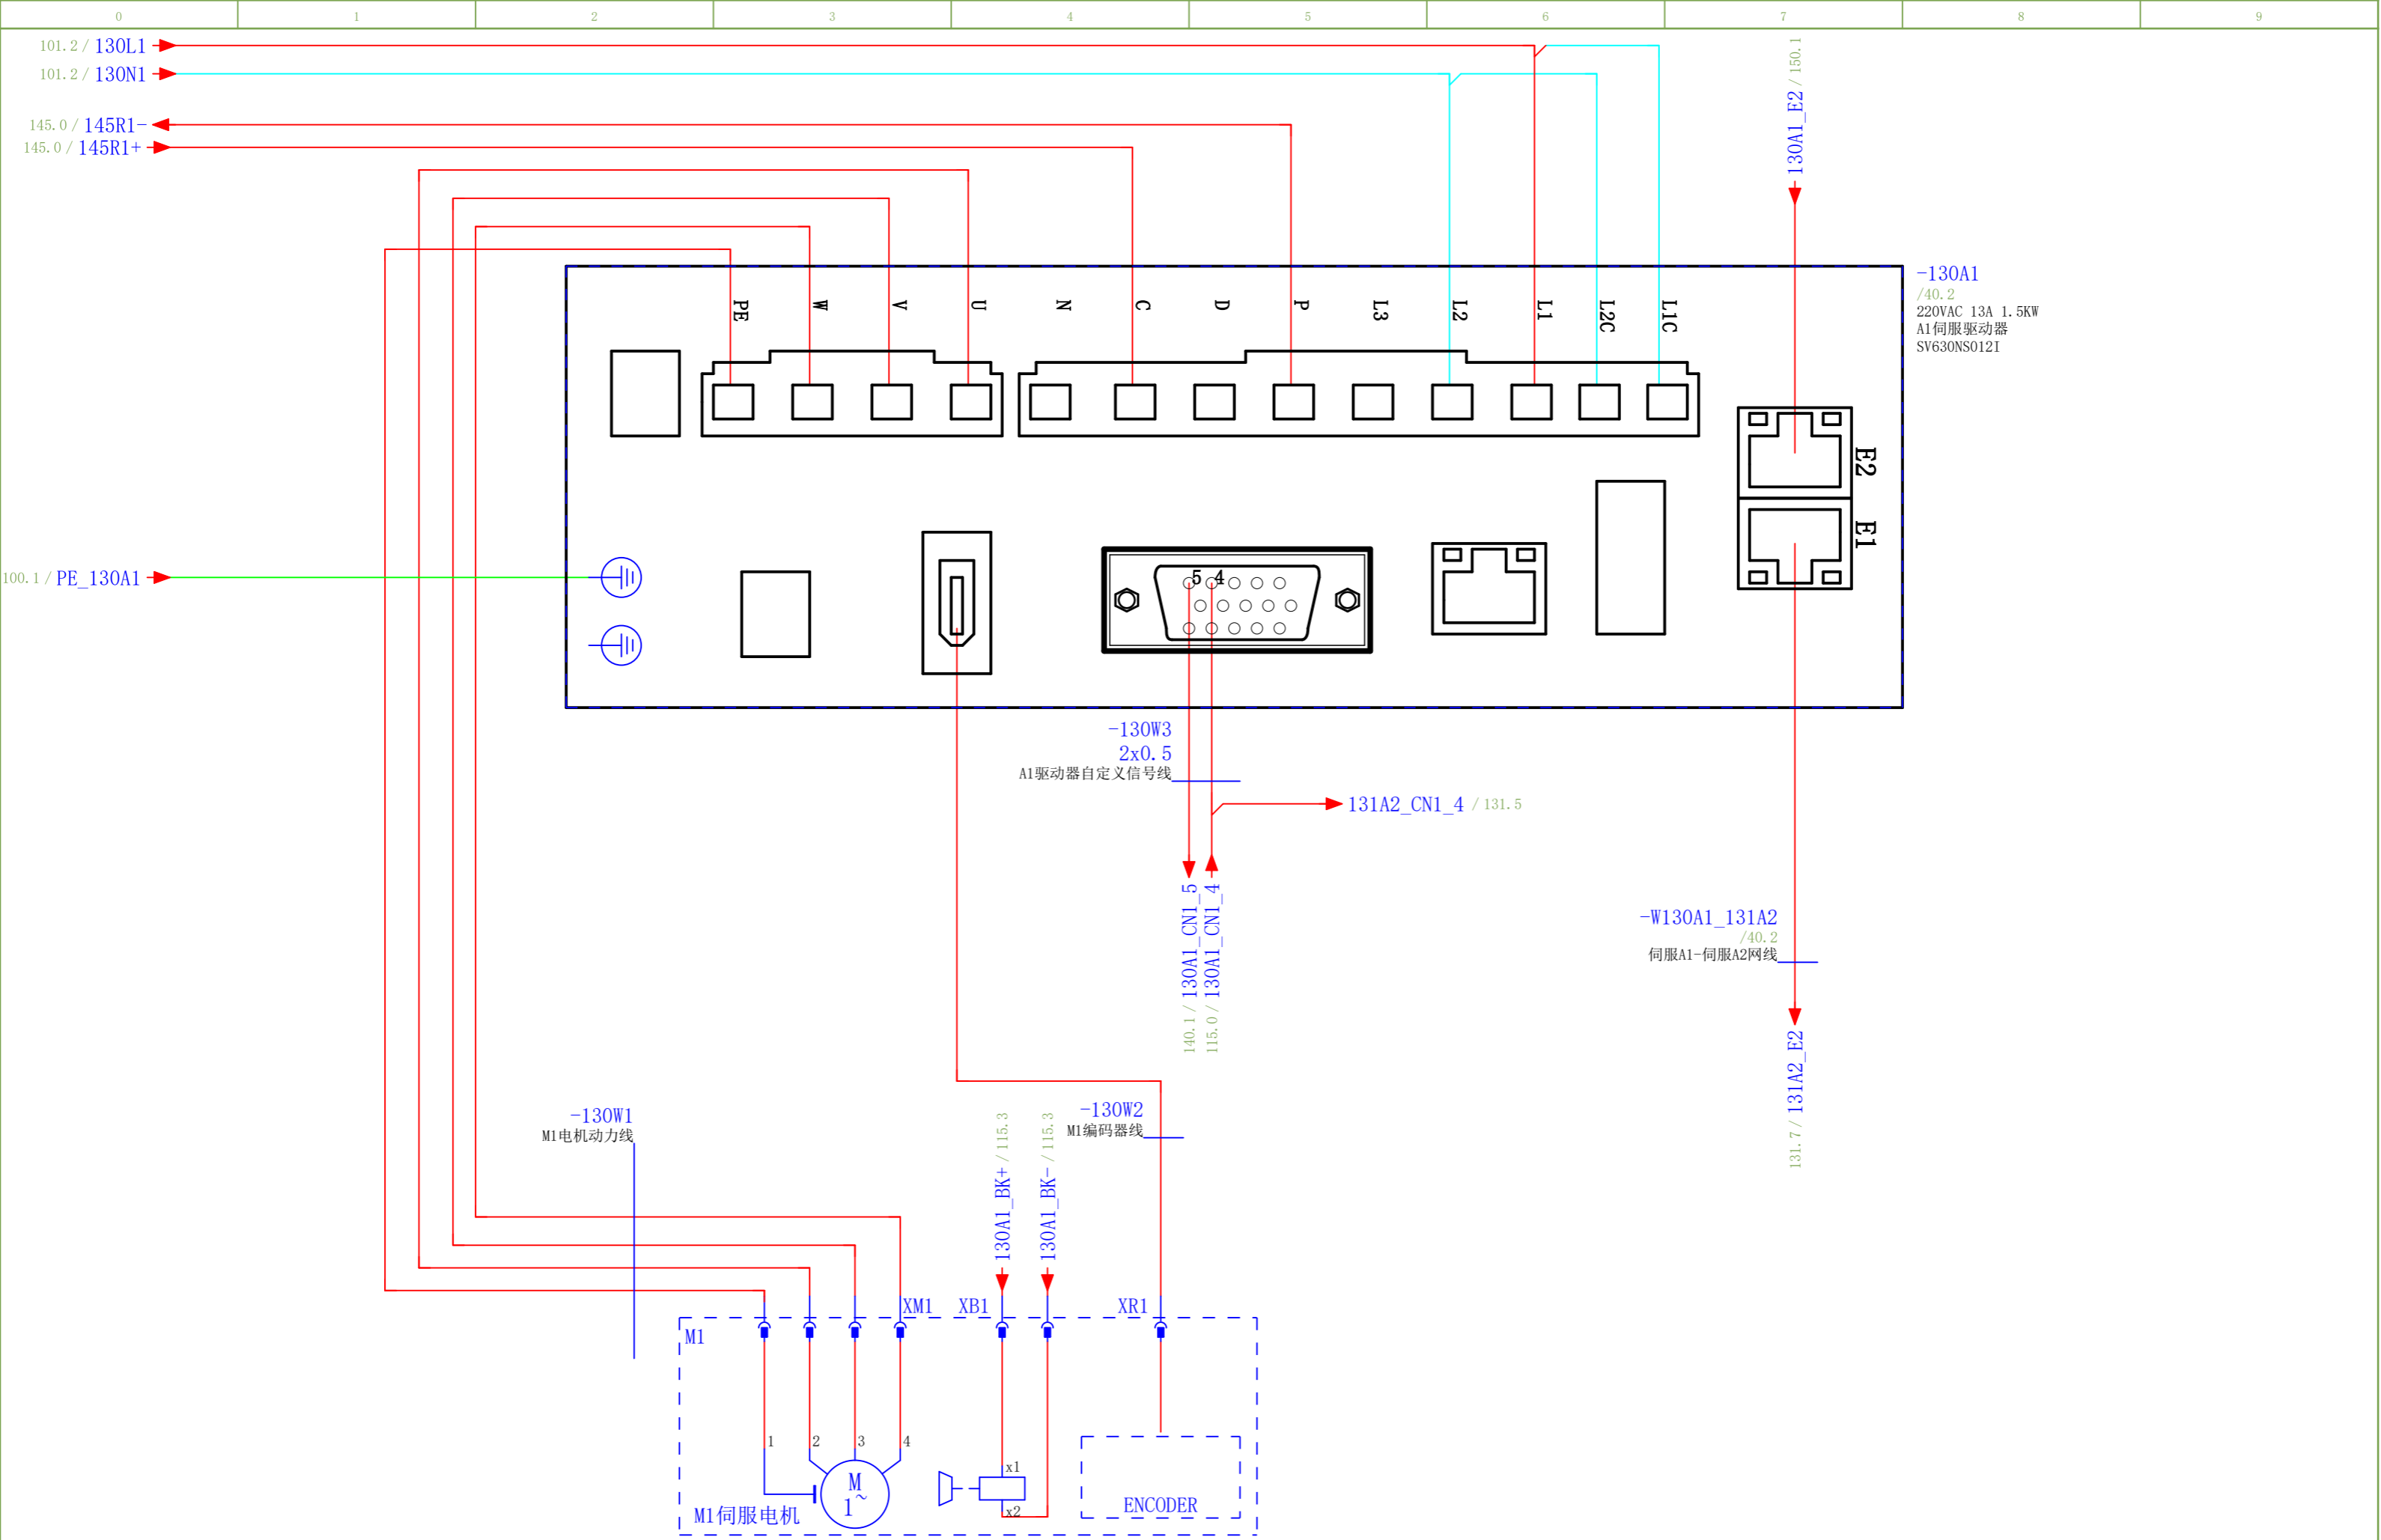 0 1 2 3 4 5 6 7 8 9
101.2 / 130L1
101.2 / 130N1
145.0 / 145R1-
145.0 / 145R1+
130A1_E2 / 150.1
-130A1
/40.2
220VAC 13A 1.5KW
A1伺服驱动器
SV630NS012I
PE W V U N C D P L3 L2 L1 L2C L1C
E2
E1
100.1 / PE_130A1
5 4
-130W3
2x0.5
A1驱动器自定义信号线
131A2_CN1_4 / 131.5
140.1 / 130A1_CN1_5
115.0 / 130A1_CN1_4
-W130A1_131A2
/40.2
伺服A1-伺服A2网线
131.7 / 131A2_E2
-130W1
M1电机动力线
130A1_BK+ / 115.3
130A1_BK- / 115.3
-130W2
M1编码器线
XM1 XB1 XR1
M1
1 2 3 4
x1
M
1~
x2
ENCODER
M1伺服电机